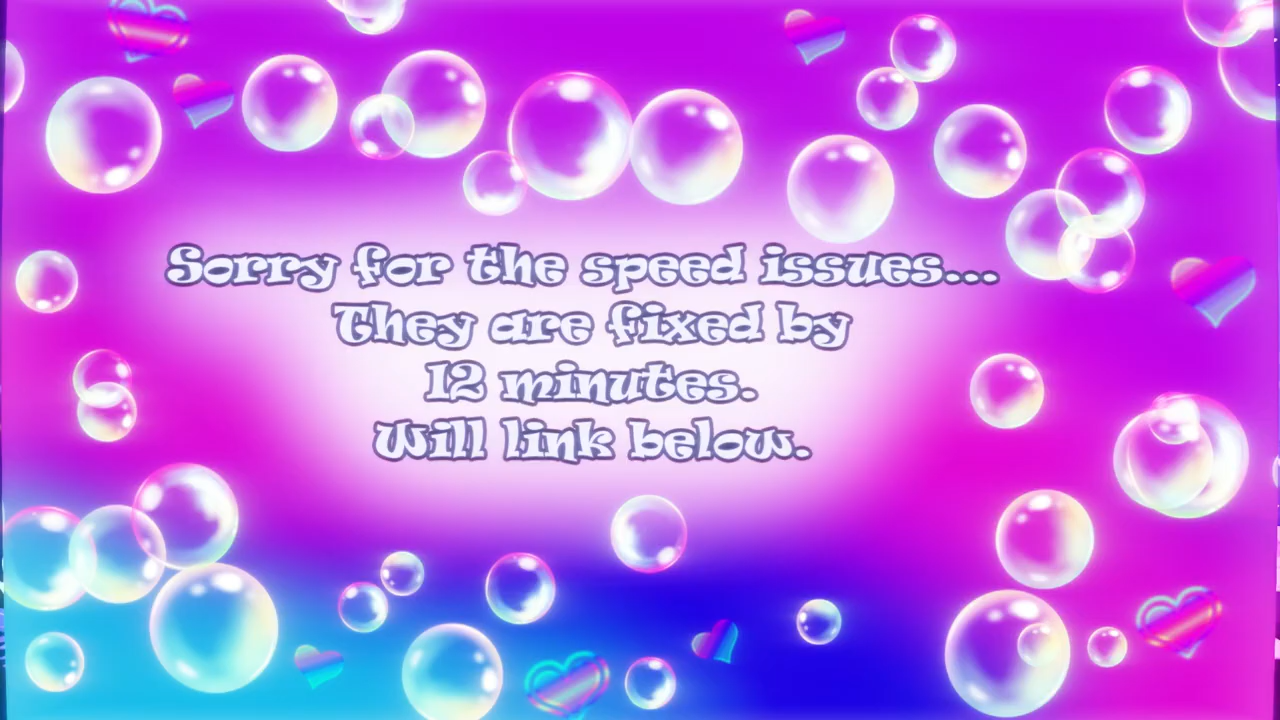 Sorry for the speed issues...
They are fixed by
12 minutes.
Will link below.